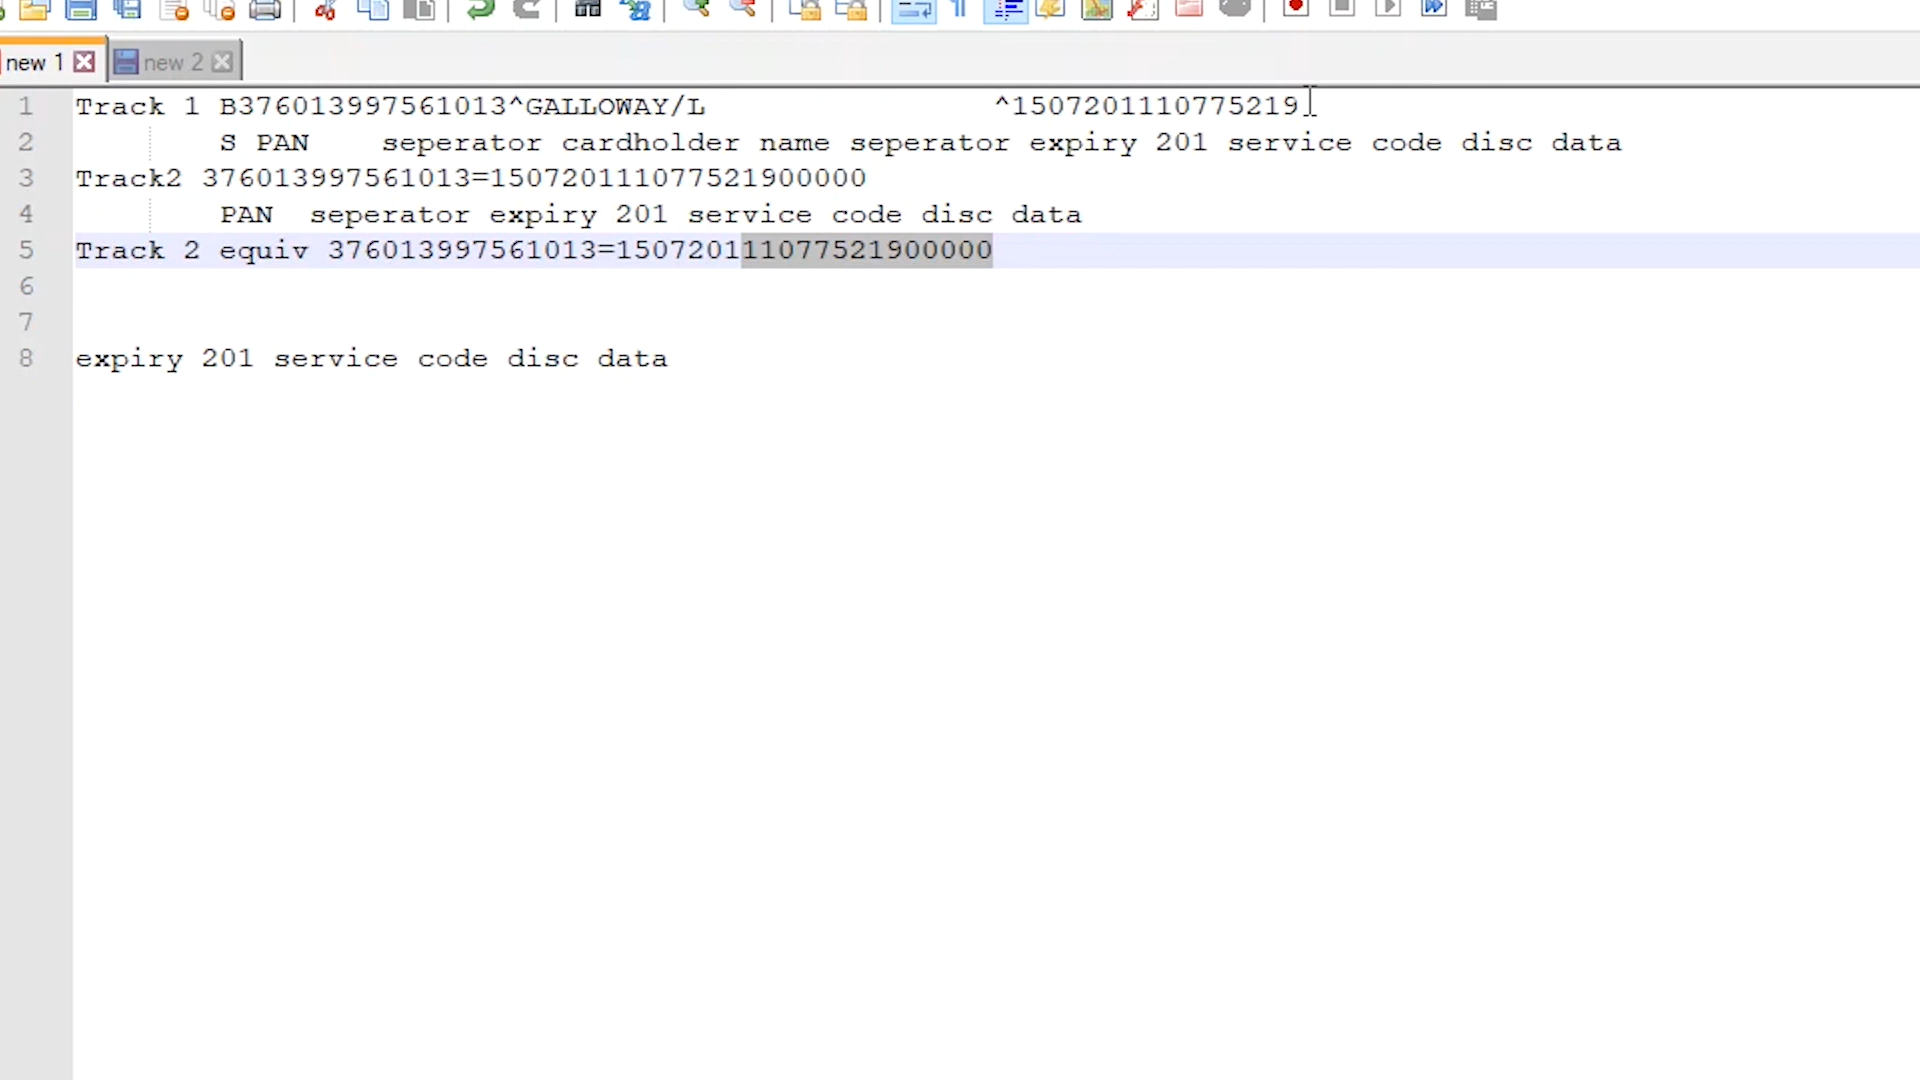 new 1 new 2
1 Track 1 B376013997561013^GALLOWAY/L ^1507201110775219
2 S PAN seperator cardholder name seperator expiry 201 service code disc data
3 Track2 376013997561013=150720111077521900000
4 PAN seperator expiry 201 service code disc data
5 Track 2 equiv 376013997561013=150720111077521900000
6
7
8 expiry 201 service code disc data